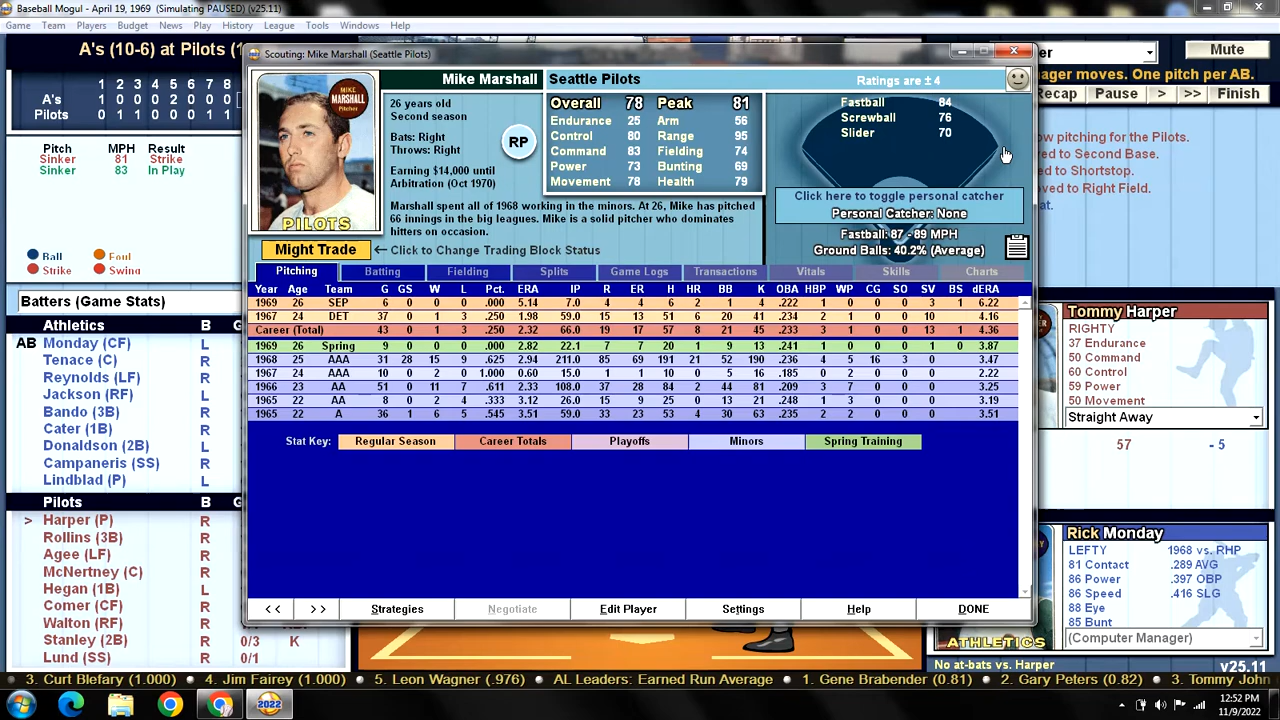 Baseball Mogul - April 19, 1969 (Simulating PAUSED) (v25.11)
Game Team Players Budget News Play History League Tools Windows Help
A's (10-6) at Pilots (1
1 2 3 4 5 6 7 8
A's 1 0 0 0 2 0 0 0
Pilots 0 1 1 0 0 0 1 1
Pitch MPH Result
Sinker 81 Strike
Sinker 83 In Play
Ball Foul
Strike Swing
Batters (Game Stats)
Athletics B
AB Monday (CF) L
Tenace (C) R
Reynolds (LF) R
Jackson (RF) L
Bando (3B) R
Cater (1B) R
Donaldson (2B) L
Campaneris (SS) R
Lindblad (P) L
Pilots B G
> Harper (P) R
Rollins (3B) R
Agee (LF) R
McNertney (C) R
Hegan (1B) L
Comer (CF) R
Walton (RF) R
Stanley (2B) R 0/3 K
Lund (SS) R 0/1
Scouting: Mike Marshall (Seattle Pilots)
MIKE
MARSHALL
Pitcher
PILOTS
Mike Marshall
26 years old
Second season
Bats: Right
Throws: Right
Earning $14,000 until
Arbitration (Oct 1970)
RP
Seattle Pilots
Overall 78 Peak 81
Endurance 25 Arm 56
Control 80 Range 95
Command 83 Fielding 74
Power 73 Bunting 69
Movement 78 Health 79
Marshall spent all of 1968 working in the minors. At 26, Mike has pitched
66 innings in the big leagues. Mike is a solid pitcher who dominates
hitters on occasion.
Ratings are ± 4
Fastball 84
Screwball 76
Slider 70
Click here to toggle personal catcher
Personal Catcher: None
Fastball: 87 - 89 MPH
Ground Balls: 40.2% (Average)
Might Trade ← Click to Change Trading Block Status
Pitching Batting Fielding Splits Game Logs Transactions Vitals Skills Charts
Year Age Team G GS W L Pct. ERA IP R ER H HR BB K OBA HBP WP CG SO SV BS dERA
1969 26 SEP 6 0 0 0 .000 5.14 7.0 4 4 6 2 1 4 .222 1 0 0 0 3 1 6.22
1967 24 DET 37 0 1 3 .250 1.98 59.0 15 13 51 6 20 41 .234 2 1 0 0 10 4.16
Career (Total) 43 0 1 3 .250 2.32 66.0 19 17 57 8 21 45 .233 3 1 0 0 13 1 4.36
1969 26 Spring 9 0 0 0 .000 2.82 22.1 7 7 20 1 9 13 .241 0 0 0 0 1 0 3.87
1968 25 AAA 31 28 15 9 .625 2.94 211.0 85 69 191 21 52 190 .236 4 5 16 3 0 3.47
1967 24 AAA 10 0 2 0 1.000 0.60 15.0 1 1 10 0 5 16 .185 0 2 0 0 0 2.22
1966 23 AA 51 0 11 7 .611 2.33 108.0 37 28 84 2 44 81 .209 7 0 0 0 3.25
1965 22 AA 8 0 2 4 .333 3.12 26.0 15 9 25 0 13 21 .248 1 3 0 0 0 3.19
1965 22 A 36 1 6 5 .545 3.51 59.0 33 23 53 4 30 63 .235 2 2 0 0 0 3.51
Stat Key: Regular Season Career Totals Playoffs Minors Spring Training
<< >> Strategies Negotiate Edit Player Settings Help DONE
er Mute
nager moves. One pitch per AB.
Recap Pause > >> Finish
ow pitching for the Pilots.
ed to Second Base.
ed to Shortstop.
oved to Right Field.
at.
Tommy Harper
RIGHTY
37 Endurance
50 Command
60 Control
59 Power
50 Movement
Straight Away
57 - 5
Rick Monday
LEFTY 1968 vs. RHP
81 Contact .289 AVG
86 Power .397 OBP
86 Speed .416 SLG
88 Eye
85 Bunt
(Computer Manager)
ATHLETICS
No at-bats vs. Harper v25.11
3. Curt Blefary (1.000) 4. Jim Fairey (1.000) 5. Leon Wagner (.976) AL Leaders: Earned Run Average 1. Gene Brabender (0.81) 2. Gary Peters (0.82) 3. Tommy John
2022
12:52 PM
11/9/2022